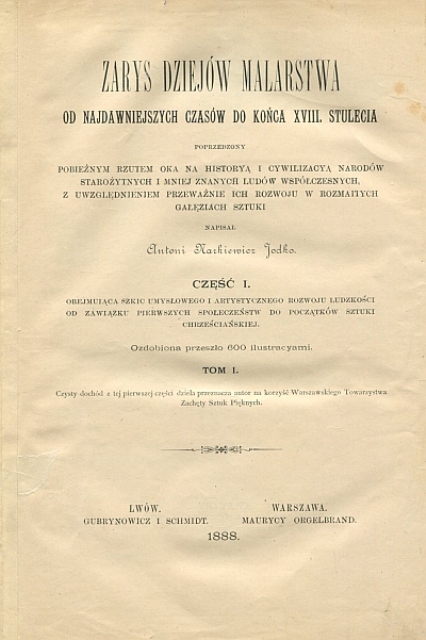 ZARYS DZIEJÓW MALARSTWA
OD NAJDAWNIEJSZYCH CZASÓW DO KOŃCA XVIII. STULECIA
POPRZEDZONY
POBIEŻNYM RZUTEM OKA NA HISTORYĄ I CYWILIZACYĄ NARODÓW
STAROŻYTNYCH I MNIEJ ZNANYCH LUDÓW WSPÓŁCZESNYCH,
Z UWZGLĘDNIENIEM PRZEWAŻNIE ICH ROZWOJU W ROZMAITYCH
GAŁĘZIACH SZTUKI
NAPISAŁ
Antoni Narkiewicz Jodko.
CZĘŚĆ I.
OBEJMUJĄCA SZKIC UMYSŁOWEGO I ARTYSTYCZNEGO ROZWOJU LUDZKOŚCI
OD ZAWIĄZKU PIERWSZYCH SPOŁECZEŃSTW DO POCZĄTKÓW SZTUKI
CHRZEŚCIAŃSKIEJ.
Ozdobiona przeszło 600 ilustracyami.
TOM I.
Czysty dochód z tej pierwszej części dzieła przeznacza autor na korzyść Warszawskiego Towarzystwa
Zachęty Sztuk Pięknych.
LWÓW. WARSZAWA.
GUBRYNOWICZ I SCHMIDT. MAURYCY ORGELBRAND.
1888.